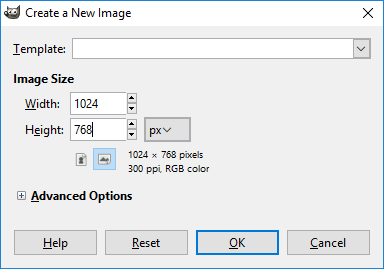 Create a New Image
Template:
Image Size
Width: 1024
Height: 768 px
1024 × 768 pixels
300 ppi, RGB color
Advanced Options
Help Reset OK Cancel